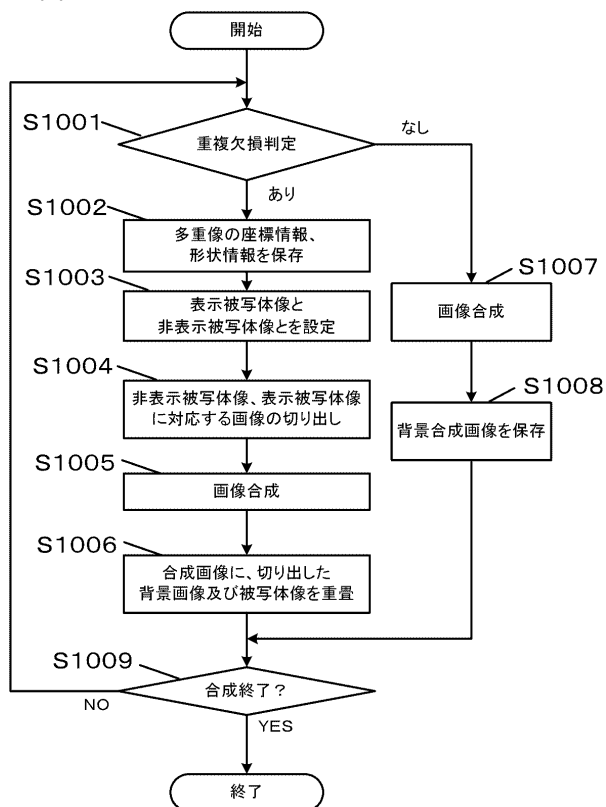 開始
S1001
重複欠損判定
なし
あり
S1002
多重像の座標情報、
形状情報を保存
S1003
表示被写体像と
非表示被写体像とを設定
S1004
非表示被写体像、表示被写体像
に対応する画像の切り出し
S1005
画像合成
S1006
合成画像に、切り出した
背景画像及び被写体像を重畳
S1007
画像合成
S1008
背景合成画像を保存
S1009
合成終了？
NO
YES
終了